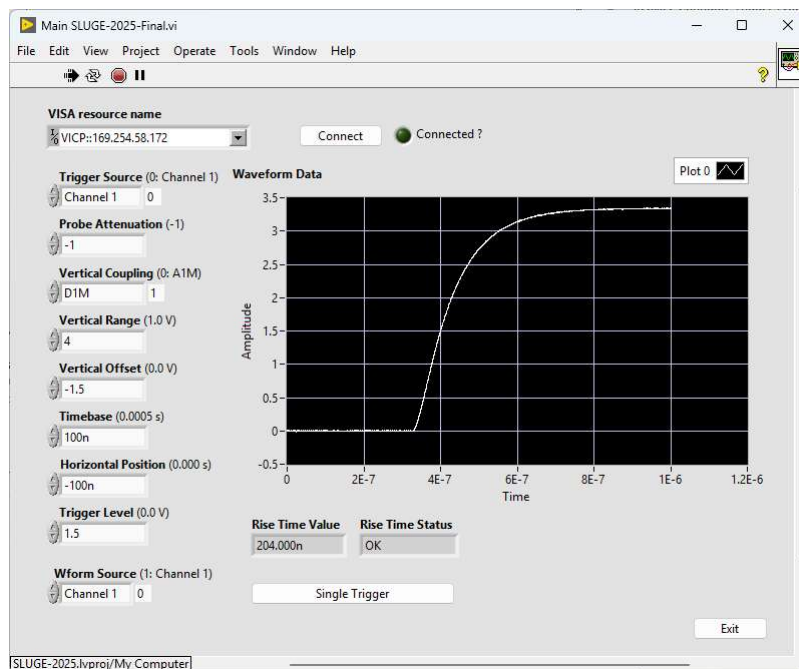 Main SLUGE-2025-Final.vi
File Edit View Project Operate Tools Window Help
VISA resource name
VICP::169.254.58.172
Connect
Connected ?
Trigger Source (0: Channel 1)
Channel 1 0
Probe Attenuation (-1)
-1
Vertical Coupling (0: A1M)
D1M 1
Vertical Range (1.0 V)
4
Vertical Offset (0.0 V)
-1.5
Timebase (0.0005 s)
100n
Horizontal Position (0.000 s)
-100n
Trigger Level (0.0 V)
1.5
Wform Source (1: Channel 1)
Channel 1 0
Waveform Data
Plot 0
Amplitude
3.5
3
2.5
2
1.5
1
0.5
0
-0.5
0 2E-7 4E-7 6E-7 8E-7 1E-6 1.2E-6
Time
Rise Time Value Rise Time Status
204.000n OK
Single Trigger
Exit
SLUGE-2025.lvproj/My Computer